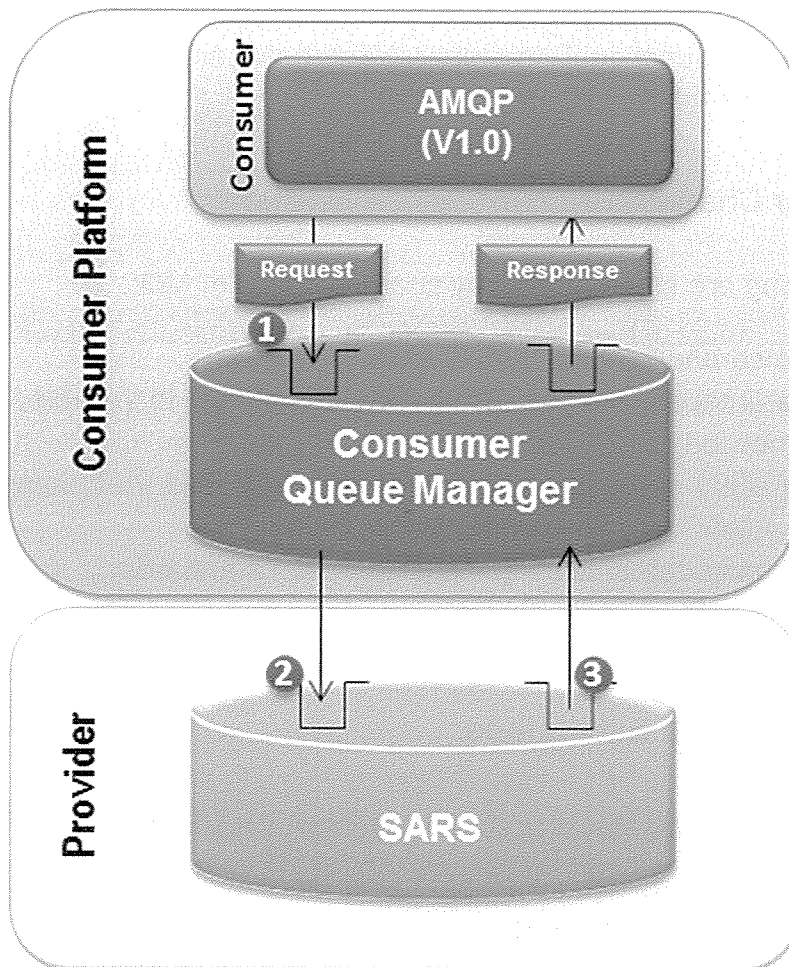 Consumer Platform
Consumer
AMQP
(V1.0)
Request
Response
1
Consumer
Queue Manager
Provider
2
3
SARS